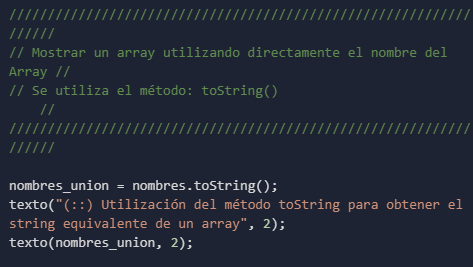 ////////////////////////////////////////////////////////////
//////
// Mostrar un array utilizando directamente el nombre del
Array //
// Se utiliza el método: toString()
//
////////////////////////////////////////////////////////////
//////
nombres_union = nombres.toString();
texto("(::) Utilización del método toString para obtener el
string equivalente de un array", 2);
texto(nombres_union, 2);